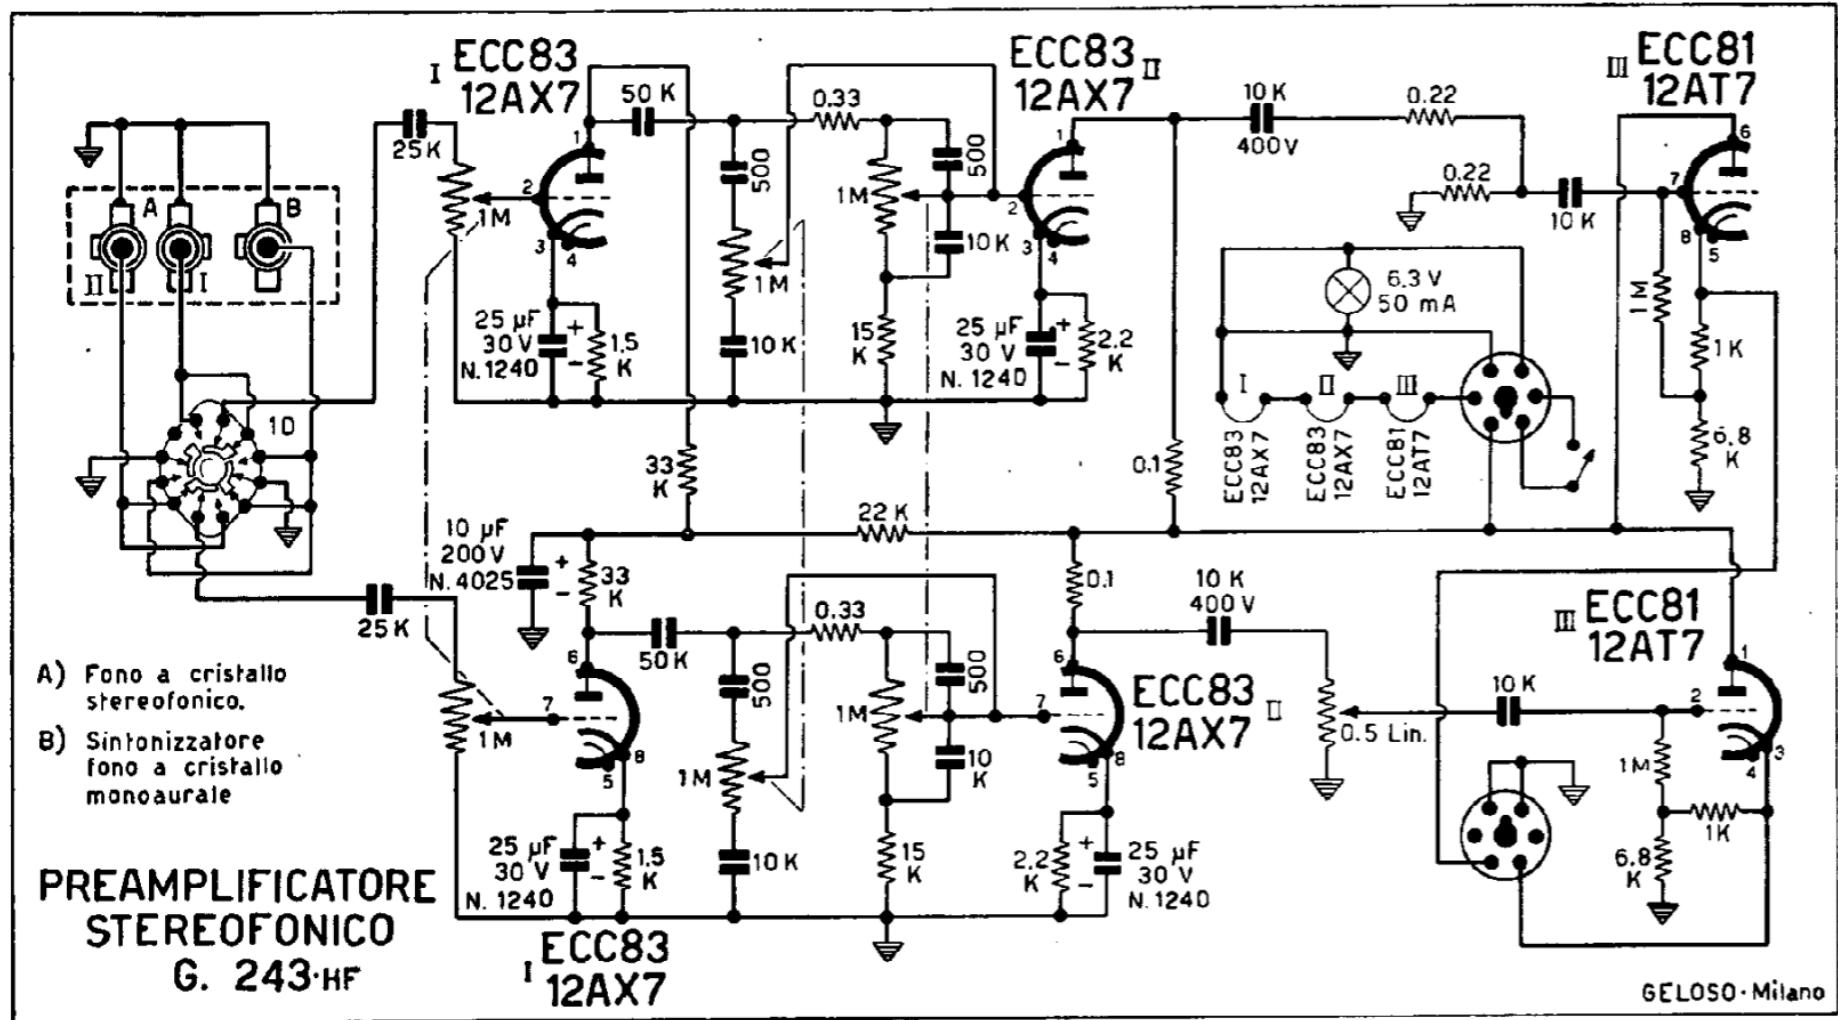 I
ECC83
12AX7
50 K
0.33
ECC83
12AX7
II
10 K
400 V
0.22
III
ECC81
12AT7
25 K
1
2
3
4
1M
500
1M
1M
500
10 K
1
2
3
4
0.22
10 K
6
7
8
5
A
B
II
I
6.3 V
50 mA
1M
1K
6.8
K
25 µF
30 V
N. 1240
+
-
1,5
K
10 K
15
K
25 µF
30 V
N. 1240
+
-
2.2
K
10
I
II
III
ECC83
12AX7
ECC83
12AX7
ECC81
12AT7
33
K
0.1
22 K
10 µF
200 V
N. 4025
+
-
33
K
0.1
10 K
400 V
25 K
50 K
0.33
III
ECC81
12AT7
6
7
8
5
1M
500
1M
1M
500
10
K
6
7
8
5
ECC83
12AX7
II
0.5 Lin.
10 K
1
2
3
4
1M
1K
6.8
K
A) Fono a cristallo
stereofonico.
B) Sintonizzatore
fono a cristallo
monoaurale
25 µF
30 V
N. 1240
+
-
1,5
K
10 K
15
K
2.2
K
+
-
25 µF
30 V
N. 1240
PREAMPLIFICATORE
STEREOFONICO
G. 243·HF
I
ECC83
12AX7
GELOSO·Milano